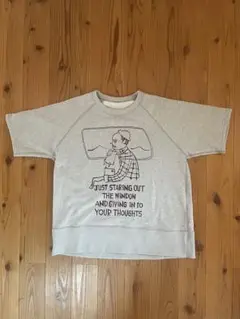 JUST STARING OUT
THE WINDOW
AND GIVING IN TO
YOUR THOUGHTS